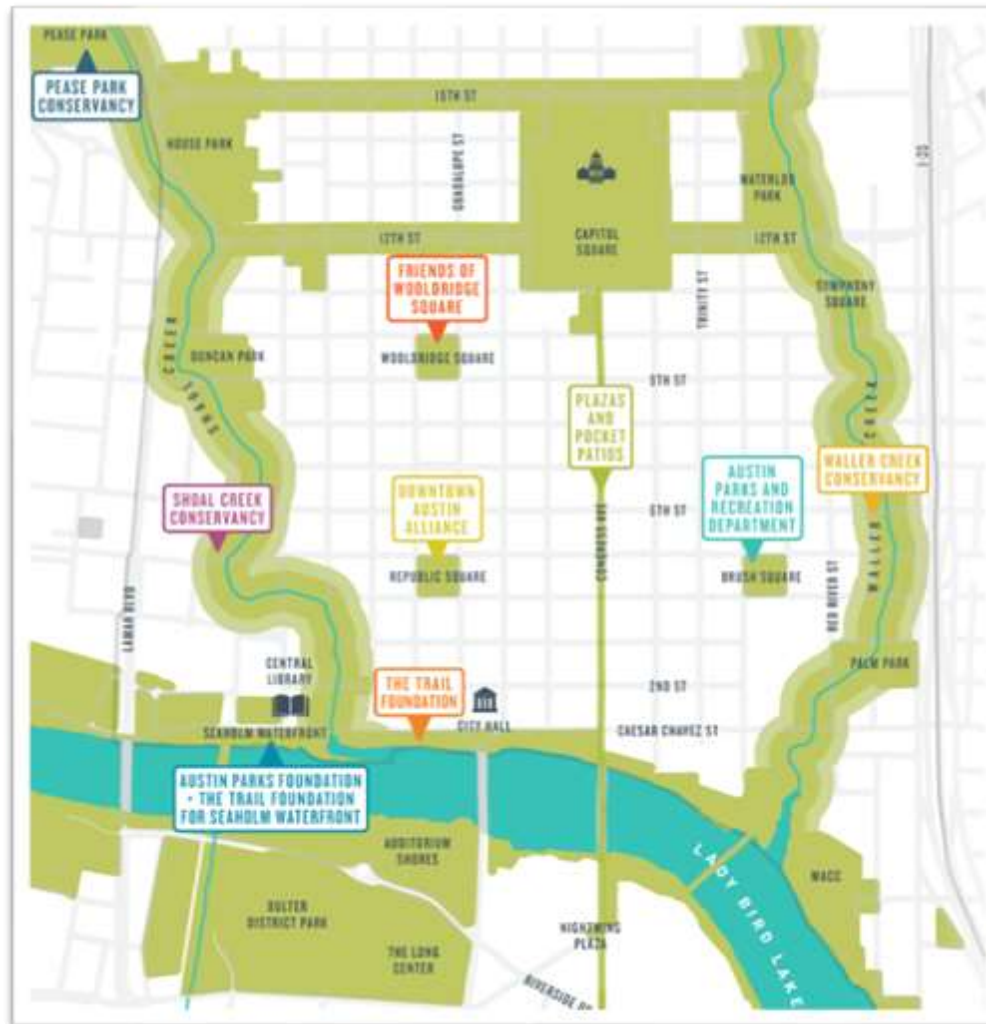 PEASE PARK
PEASE PARK
CONSERVANCY
15TH ST
HOUSE PARK
GUADALUPE ST
I-35
WATERLOO
PARK
CAPITOL
SQUARE
12TH ST
12TH ST
FRIENDS OF
WOOLDRIDGE
SQUARE
TRINITY ST
SYMPHONY
SQUARE
DUNCAN PARK
WOOLDRIDGE SQUARE
CREEK
SHOAL
9TH ST
PLAZAS
AND
POCKET
PATIOS
CREEK
WALLER
WALLER CREEK
CONSERVANCY
SHOAL CREEK
CONSERVANCY
DOWNTOWN
AUSTIN
ALLIANCE
6TH ST
AUSTIN
PARKS AND
RECREATION
DEPARTMENT
CONGRESS AVE
REPUBLIC SQUARE
BRUSH SQUARE
RED RIVER ST
LAMAR BLVD
PALM PARK
CENTRAL
LIBRARY
THE TRAIL
FOUNDATION
2ND ST
CITY HALL
CAESAR CHAVEZ ST
SEAHOLM WATERFRONT
AUSTIN PARKS FOUNDATION
+ THE TRAIL FOUNDATION
FOR SEAHOLM WATERFRONT
AUDITORIUM
SHORES
LADY BIRD LAKE
MACC
DISTRICT PARK
THE LONG
CENTER
PLAZA